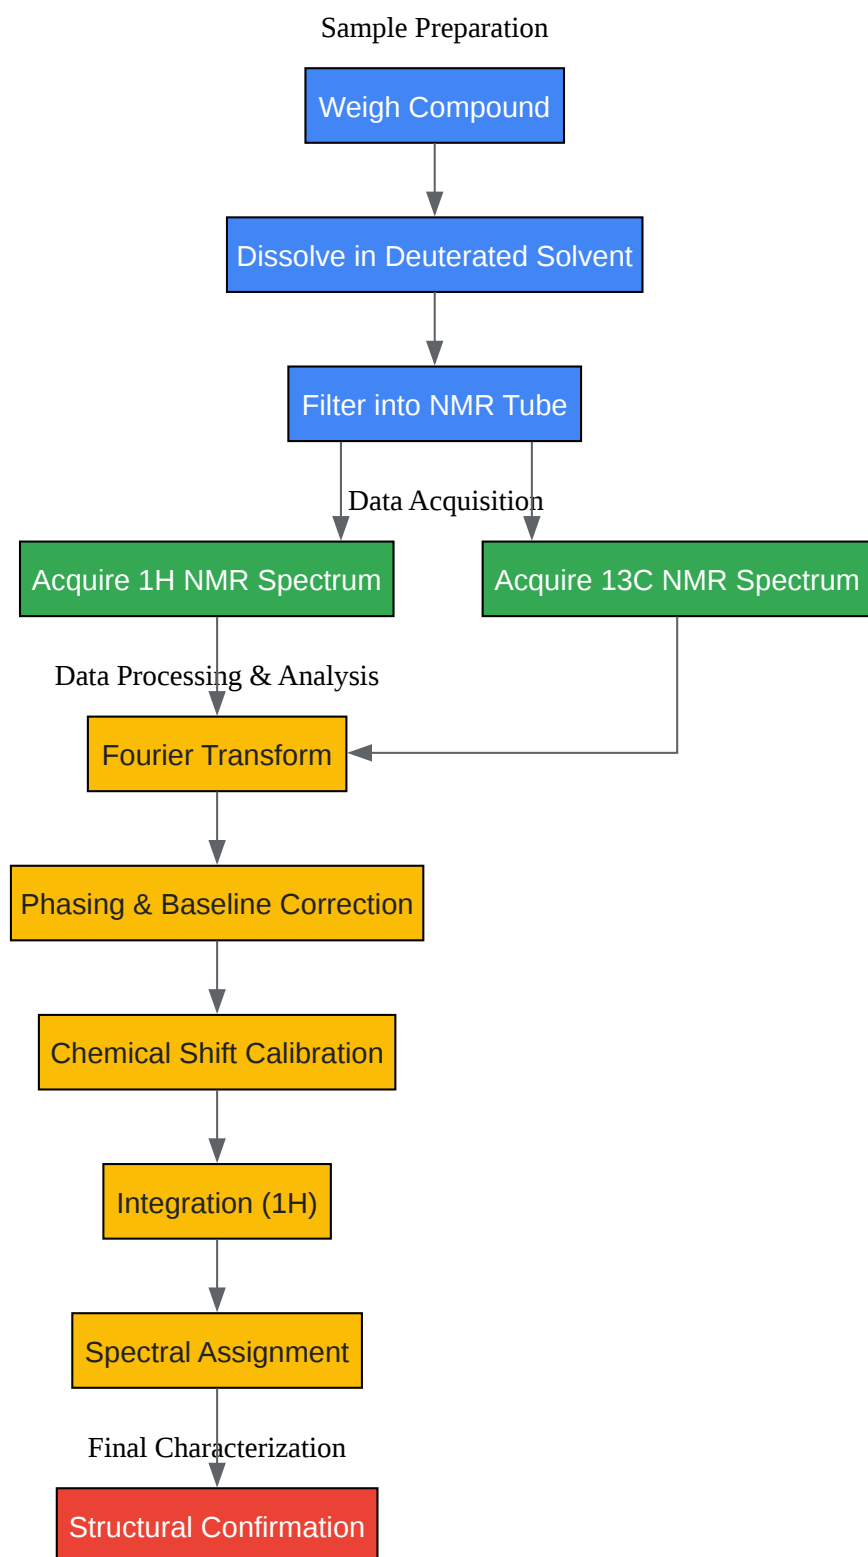 Sample Preparation
Weigh Compound
Dissolve in Deuterated Solvent
Filter into NMR Tube
Data Acquisition
Acquire 1H NMR Spectrum
Acquire 13C NMR Spectrum
Data Processing & Analysis
Fourier Transform
Phasing & Baseline Correction
Chemical Shift Calibration
Integration (1H)
Spectral Assignment
Final Characterization
Structural Confirmation